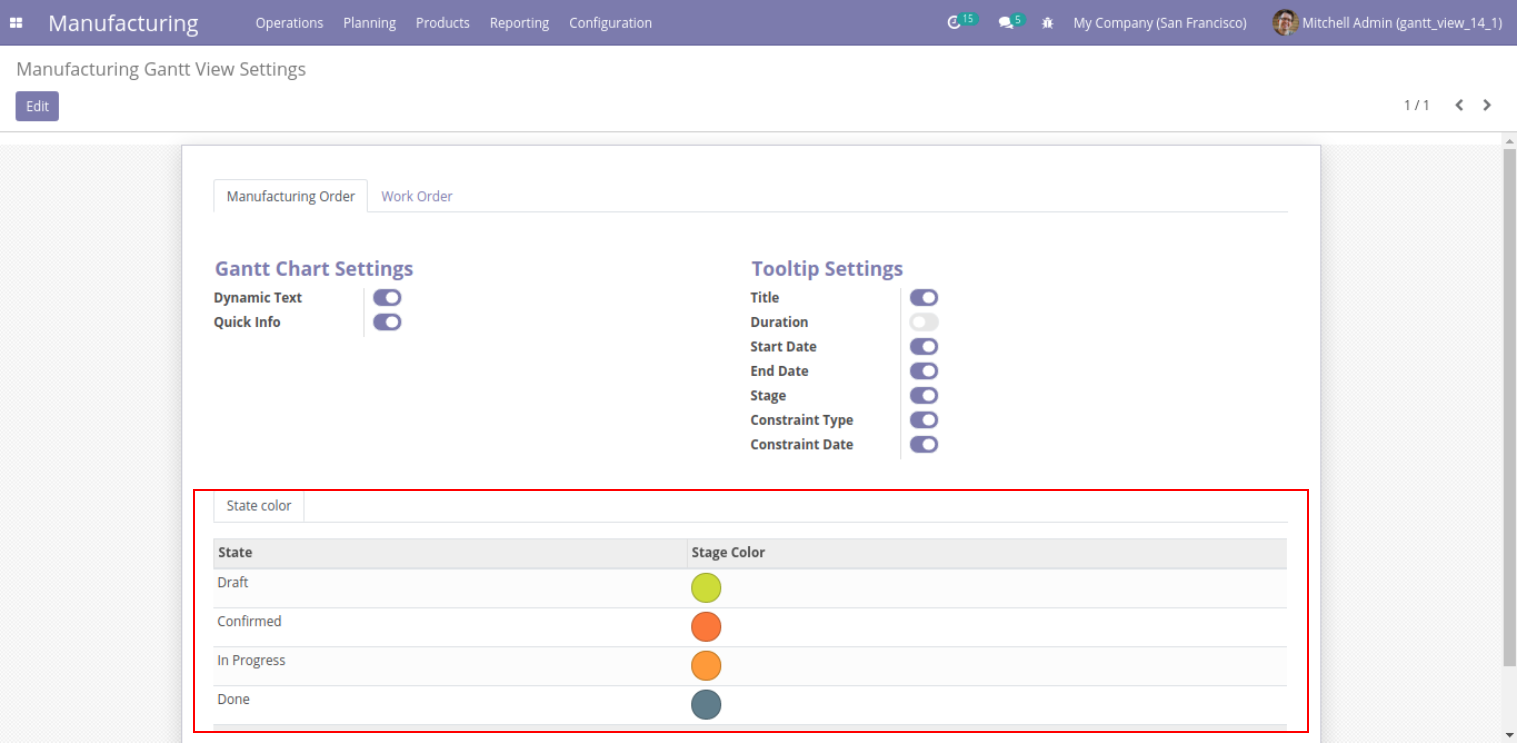 Manufacturing Operations Planning Products Reporting Configuration 15 5 My Company (San Francisco) Mitchell Admin (gantt_view_14_1)
Manufacturing Gantt View Settings
Edit 1 / 1
Manufacturing Order Work Order
Gantt Chart Settings
Dynamic Text
Quick Info
Tooltip Settings
Title
Duration
Start Date
End Date
Stage
Constraint Type
Constraint Date
State color
State Stage Color
Draft
Confirmed
In Progress
Done